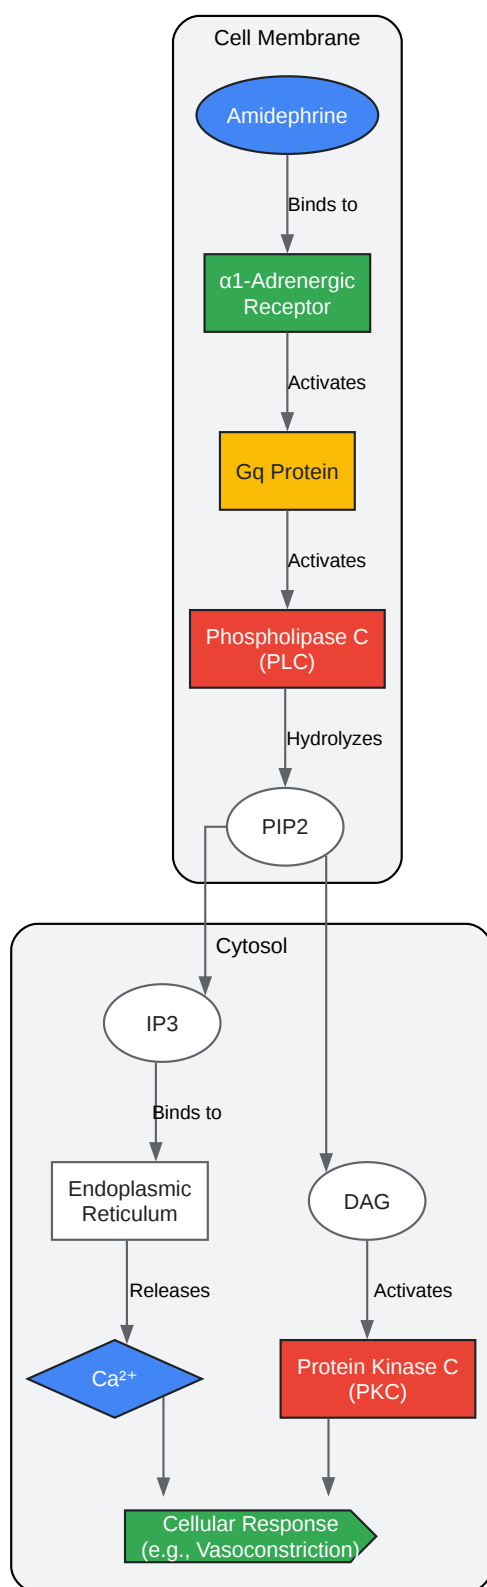 Cell Membrane
Amidephrine
Binds to
α1-Adrenergic
Receptor
Activates
Gq Protein
Activates
Phospholipase C
(PLC)
Hydrolyzes
PIP2
Cytosol
IP3
Binds to
Endoplasmic
Reticulum
DAG
Releases
Activates
Ca²⁺
Protein Kinase C
(PKC)
Cellular Response
(e.g., Vasoconstriction)